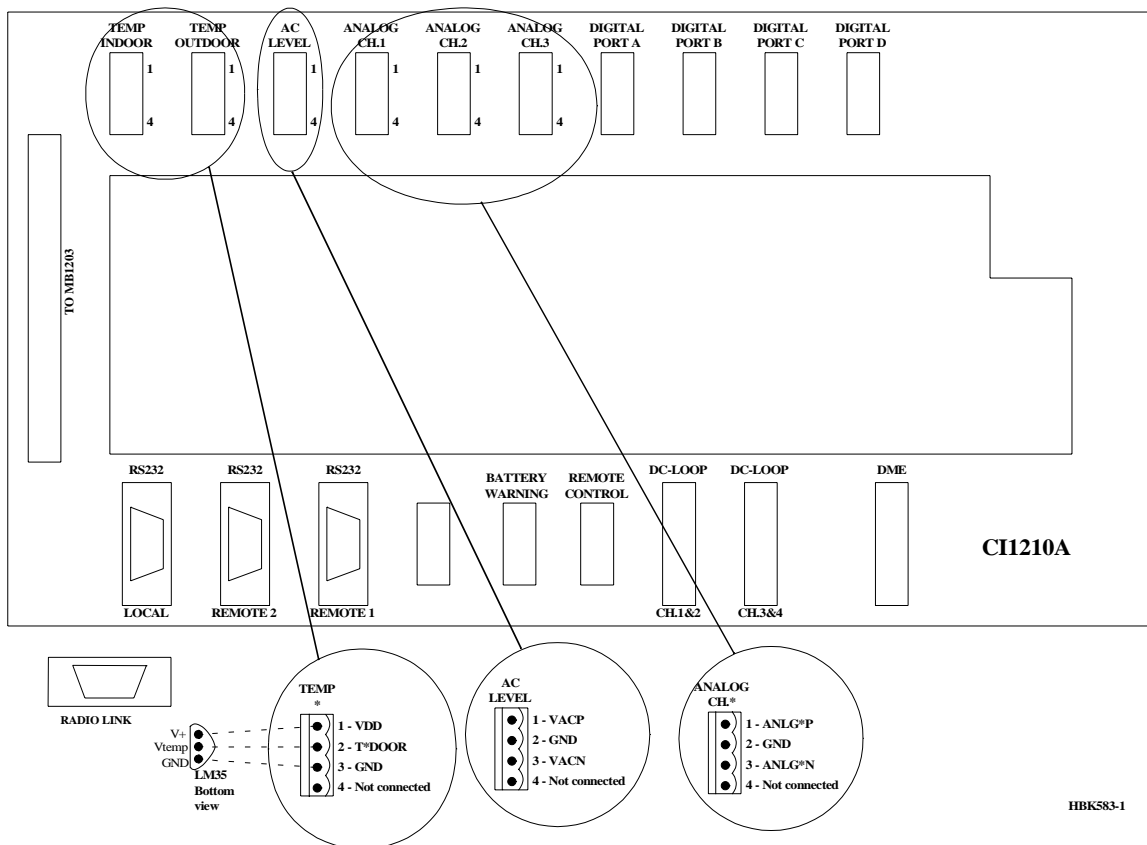 TEMP
INDOOR
TEMP
OUTDOOR
AC
LEVEL
ANALOG
CH.1
ANALOG
CH.2
ANALOG
CH.3
DIGITAL
PORT A
DIGITAL
PORT B
DIGITAL
PORT C
DIGITAL
PORT D
1
1
1
1
1
1
4
4
4
4
4
4
TO MB1203
RS232
RS232
RS232
BATTERY
WARNING
REMOTE
CONTROL
DC-LOOP
DC-LOOP
DME
CI1210A
LOCAL
REMOTE 2
REMOTE 1
CH.1&2
CH.3&4
RADIO LINK
V+
Vtemp
GND
LM35
Bottom
view
TEMP
*
1 - VDD
2 - T*DOOR
3 - GND
4 - Not connected
AC
LEVEL
1 - VACP
2 - GND
3 - VACN
4 - Not connected
ANALOG
CH.*
1 - ANLG*P
2 - GND
3 - ANLG*N
4 - Not connected
HBK583-1